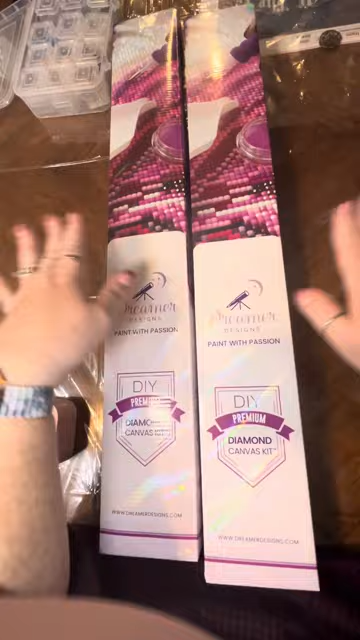 Dreamer
DESIGNS
PAINT WITH PASSION
DIY
PREMIUM
DIAMOND
CANVAS KIT
WWW.DREAMERDESIGNS.COM
Dreamer
DESIGNS
PAINT WITH PASSION
DIY
PREMIUM
DIAMOND
CANVAS KIT™
WWW.DREAMERDESIGNS.COM